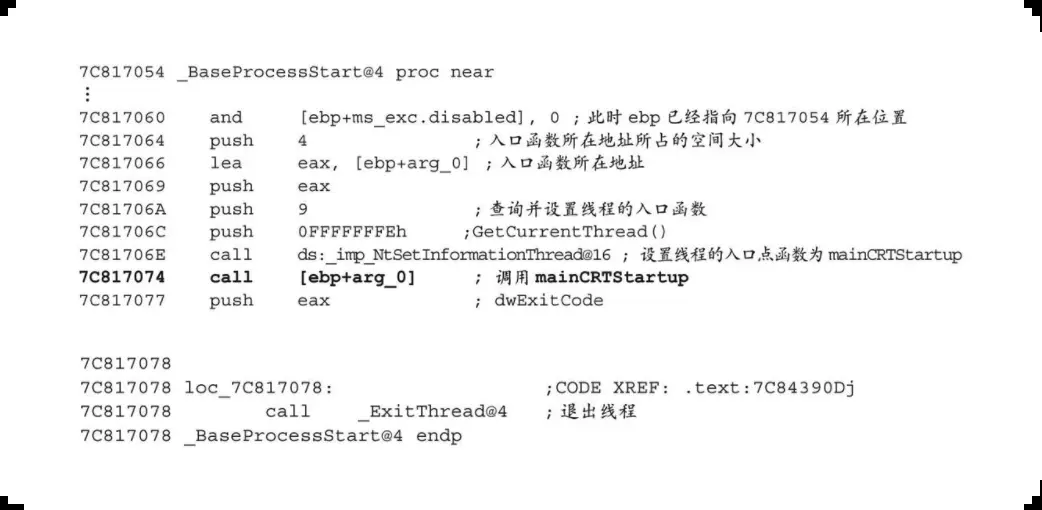 7C817054 _BaseProcessStart@4 proc near
⋮
7C817060 and [ebp+ms_exc.disabled], 0 ; 此时 ebp 已经指向 7C817054 所在位置
7C817064 push 4 ; 入口函数所在地址所占的空间大小
7C817066 lea eax, [ebp+arg_0] ; 入口函数所在地址
7C817069 push eax
7C81706A push 9 ; 查询并设置线程的入口函数
7C81706C push 0FFFFFFFEh ;GetCurrentThread()
7C81706E call ds:_imp_NtSetInformationThread@16 ; 设置线程的入口点函数为 mainCRTStartup
7C817074 call [ebp+arg_0] ; 调用 mainCRTStartup
7C817077 push eax ; dwExitCode
7C817078
7C817078 loc_7C817078: ;CODE XREF: .text:7C84390Dj
7C817078 call _ExitThread@4 ; 退出线程
7C817078 _BaseProcessStart@4 endp